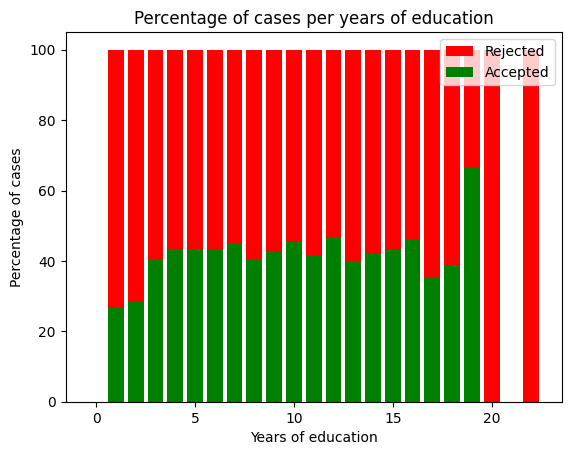 Percentage of cases per years of education
Rejected
Accepted
Percentage of cases
100
80
60
40
20
0
0 5 10 15 20
Years of education